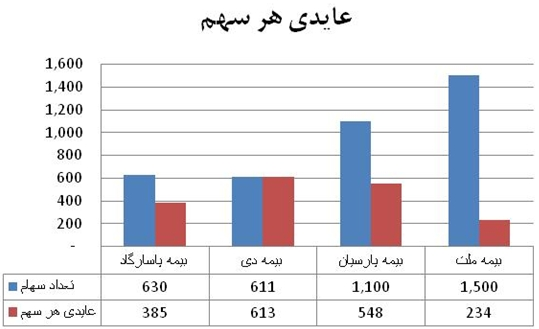 عایدی هر سهم
1,600
1,400
1,200
1,000
800
600
400
200
-
بیمه پاسارگاد بیمه دی بیمه پارسیان بیمه ملت
تعداد سهام 630 611 1,100 1,500
عایدی هر سهم 385 613 548 234